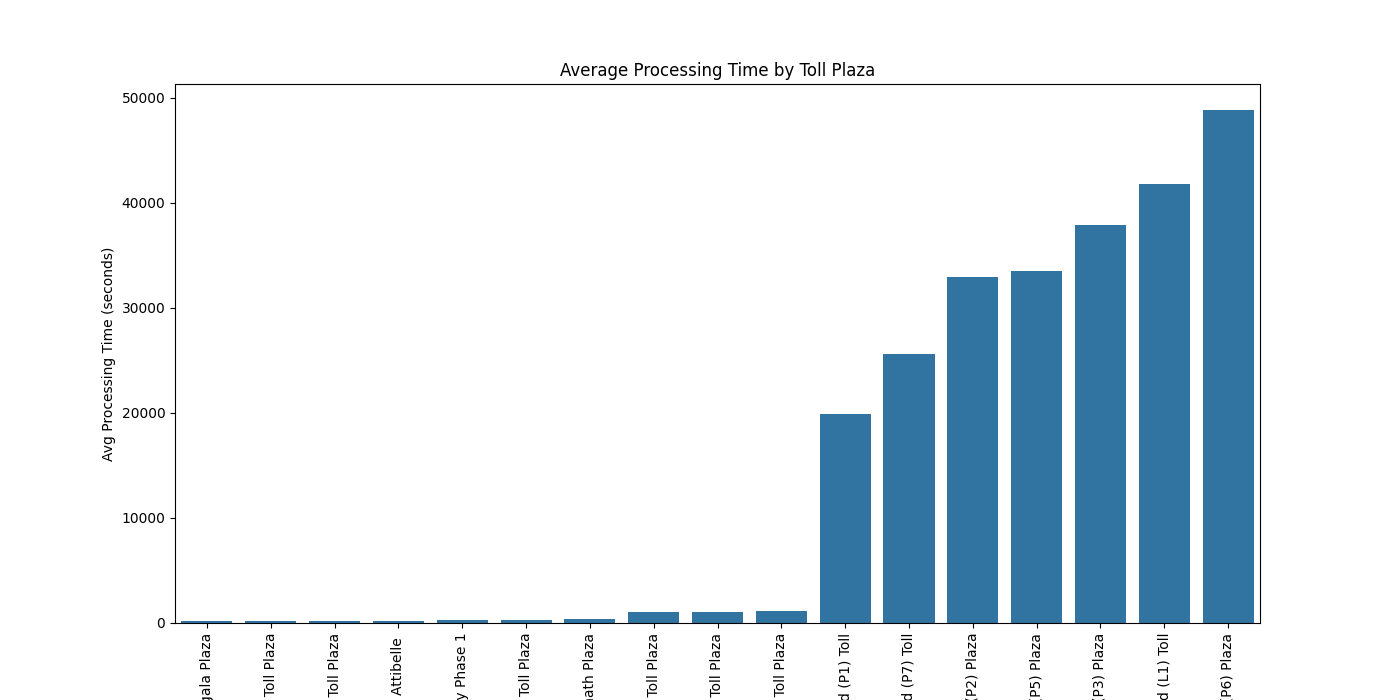 Average Processing Time by Toll Plaza
Avg Processing Time (seconds)
50000
40000
30000
20000
10000
0
gala Plaza
Toll Plaza
Toll Plaza
Attibelle
y Phase 1
Toll Plaza
ath Plaza
Toll Plaza
Toll Plaza
Toll Plaza
d (P1) Toll
d (P7) Toll
(P2) Plaza
(P5) Plaza
(P3) Plaza
d (L1) Toll
(P6) Plaza